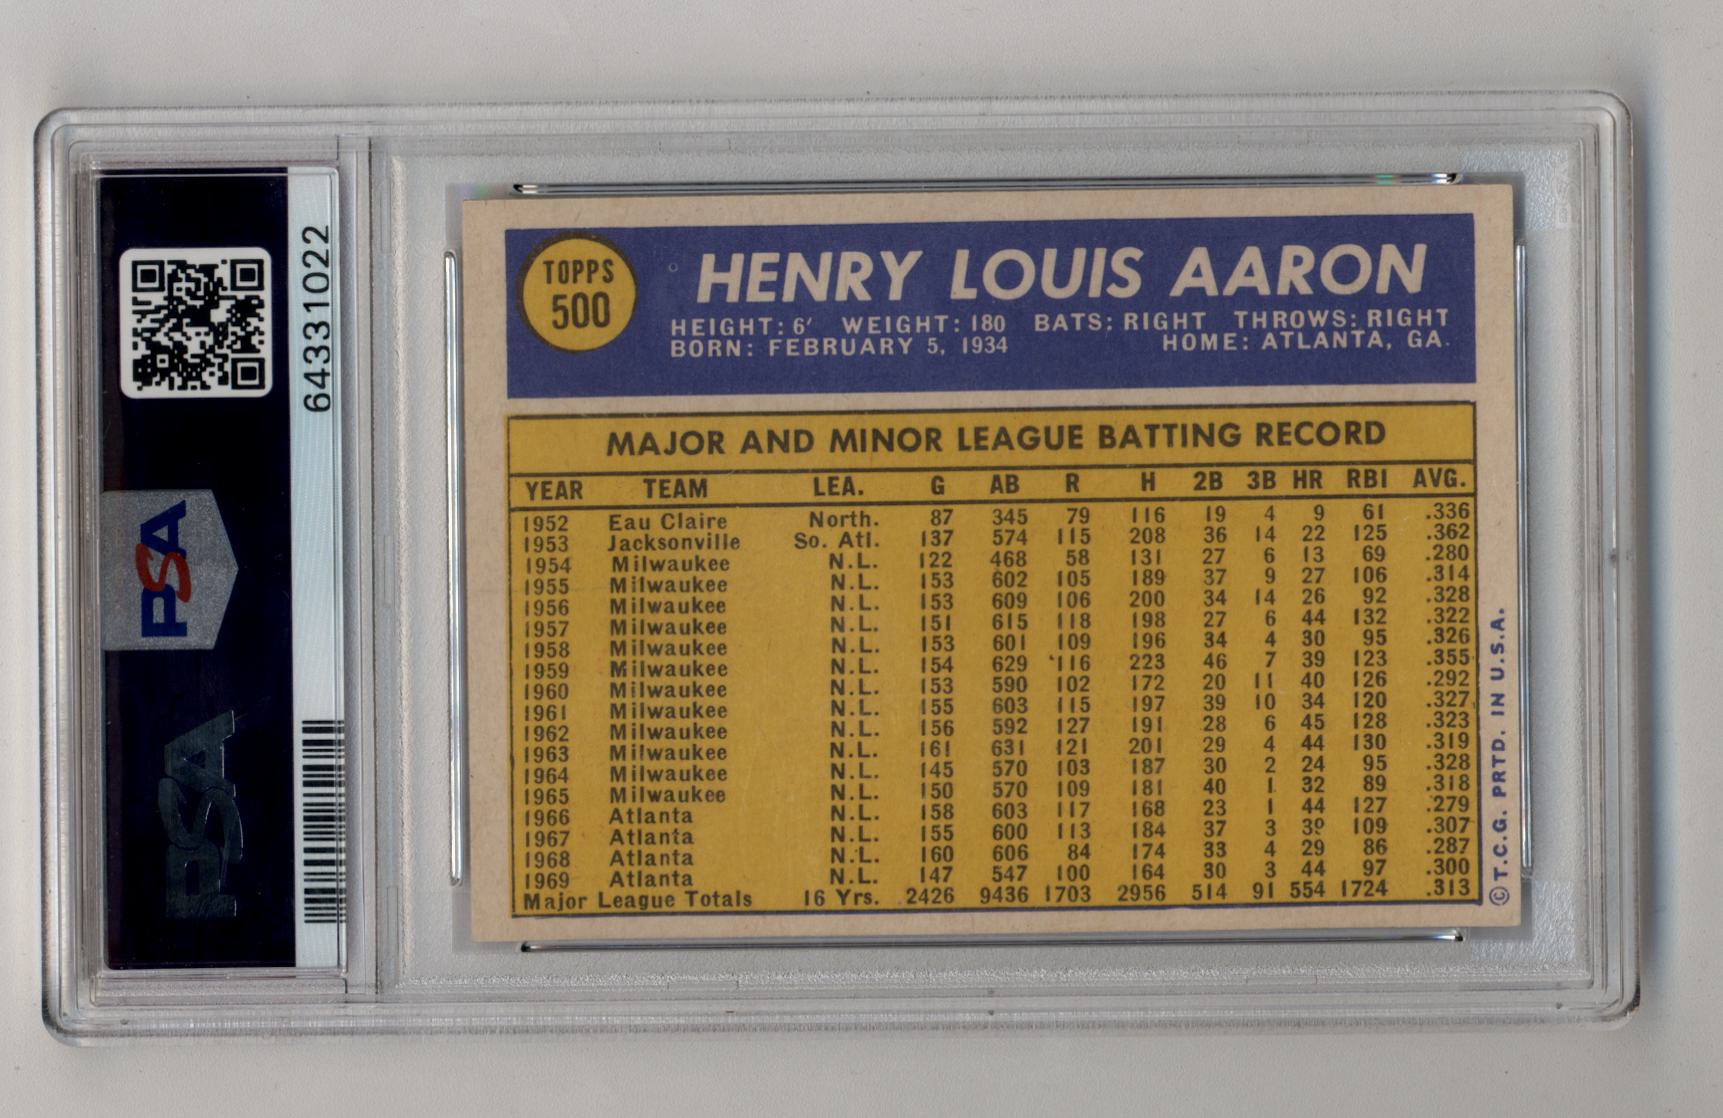 64331022
PSA
PSA
TOPPS
500
HENRY LOUIS AARON
HEIGHT: 6' WEIGHT: 180 BATS: RIGHT THROWS: RIGHT
BORN: FEBRUARY 5, 1934 HOME: ATLANTA, GA.
MAJOR AND MINOR LEAGUE BATTING RECORD
YEAR TEAM LEA. G AB R H 2B 3B HR RBI AVG.
1952 Eau Claire North. 87 345 79 116 19 4 9 61 .336
1953 Jacksonville So. Atl. 137 574 115 208 36 14 22 125 .362
1954 Milwaukee N.L. 122 468 58 131 27 6 13 69 .280
1955 Milwaukee N.L. 153 602 105 189 37 9 27 106 .314
1956 Milwaukee N.L. 153 609 106 200 34 14 26 92 .328
1957 Milwaukee N.L. 151 615 118 198 27 6 44 132 .322
1958 Milwaukee N.L. 153 601 109 196 34 4 30 95 .326
1959 Milwaukee N.L. 154 629 116 223 46 7 39 123 .355
1960 Milwaukee N.L. 153 590 102 172 20 11 40 126 .292
1961 Milwaukee N.L. 155 603 115 197 39 10 34 120 .327
1962 Milwaukee N.L. 156 592 127 191 28 6 45 128 .323
1963 Milwaukee N.L. 161 631 121 201 29 4 44 130 .319
1964 Milwaukee N.L. 145 570 103 187 30 2 24 95 .328
1965 Milwaukee N.L. 150 570 109 181 40 1 32 89 .318
1966 Atlanta N.L. 158 603 117 168 23 1 44 127 .279
1967 Atlanta N.L. 155 600 113 184 37 3 39 109 .307
1968 Atlanta N.L. 160 606 84 174 33 4 29 86 .287
1969 Atlanta N.L. 147 547 100 164 30 3 44 97 .300
Major League Totals 16 Yrs. 2426 9436 1703 2956 514 91 554 1724 .313
© T.C.G. PRTD. IN U.S.A.